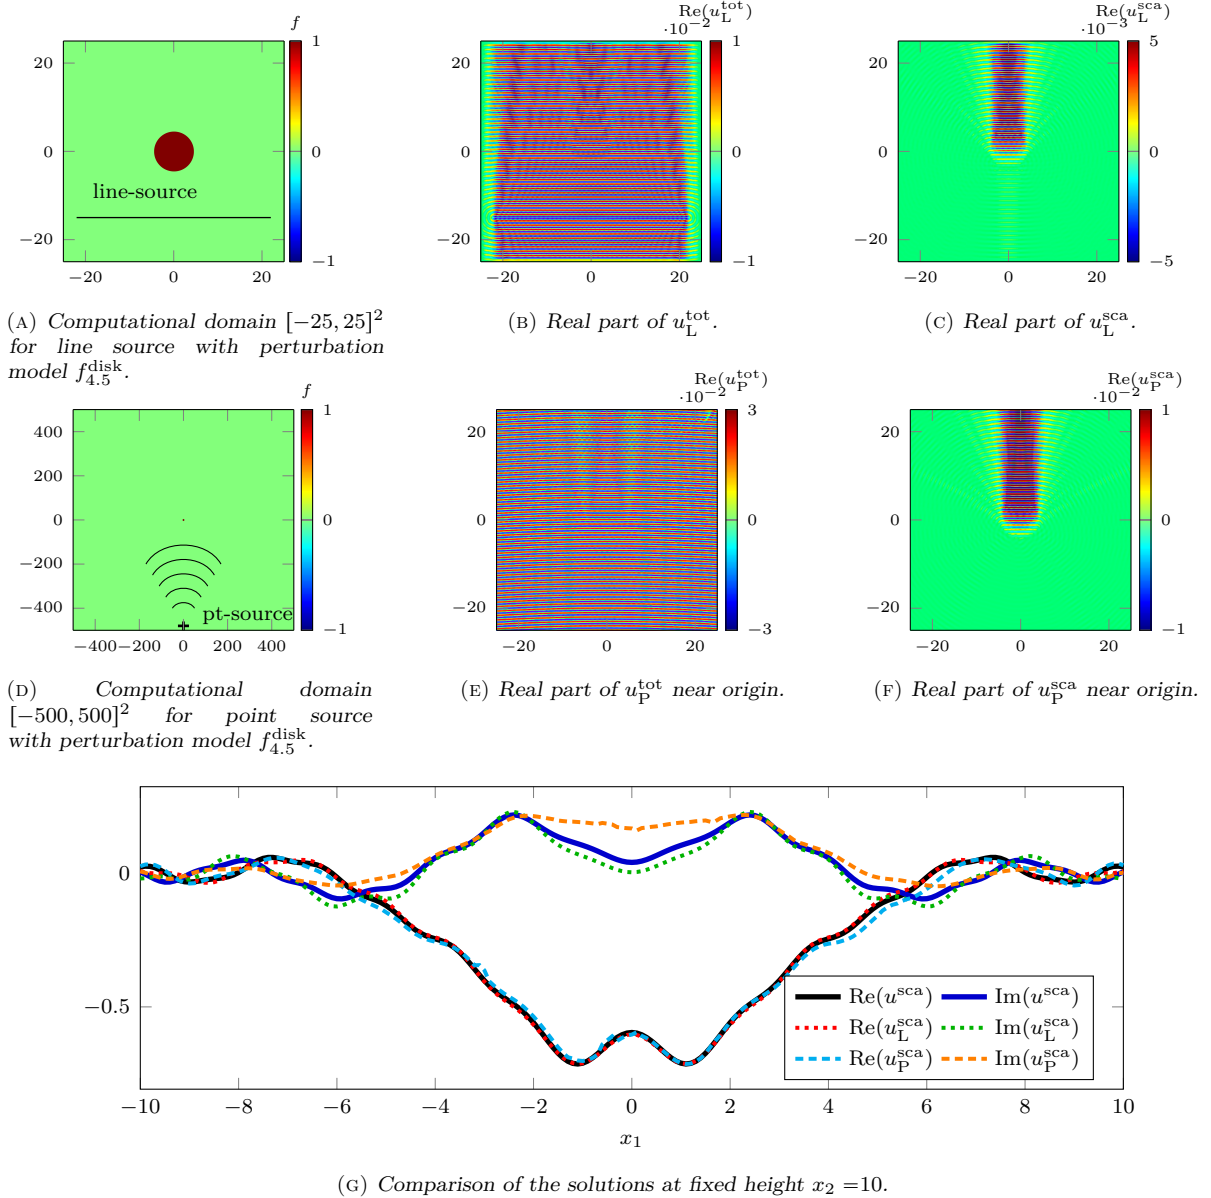 f
20
0
−20
−20 0 20
line-source
1
0
−1
(A) Computational domain [−25, 25]²
for line source with perturbation
model f_{4.5}^{disk}.
Re(u_L^{tot})
·10⁻²
20
0
−20
−20 0 20
1
0
−1
(B) Real part of u_L^{tot}.
Re(u_L^{sca})
·10⁻³
20
0
−20
−20 0 20
5
0
−5
(C) Real part of u_L^{sca}.
f
400
200
0
−200
−400
−400 −200 0 200 400
pt-source
1
0
−1
(D) Computational domain
[−500, 500]² for point source
with perturbation model f_{4.5}^{disk}.
Re(u_P^{tot})
·10⁻²
20
0
−20
−20 0 20
3
0
−3
(E) Real part of u_P^{tot} near origin.
Re(u_P^{sca})
·10⁻²
20
0
−20
−20 0 20
1
0
−1
(F) Real part of u_P^{sca} near origin.
0
−0.5
Re(u^{sca}) Im(u^{sca})
Re(u_L^{sca}) Im(u_L^{sca})
Re(u_P^{sca}) Im(u_P^{sca})
−10 −8 −6 −4 −2 0 2 4 6 8 10
x₁
(G) Comparison of the solutions at fixed height x₂ =10.